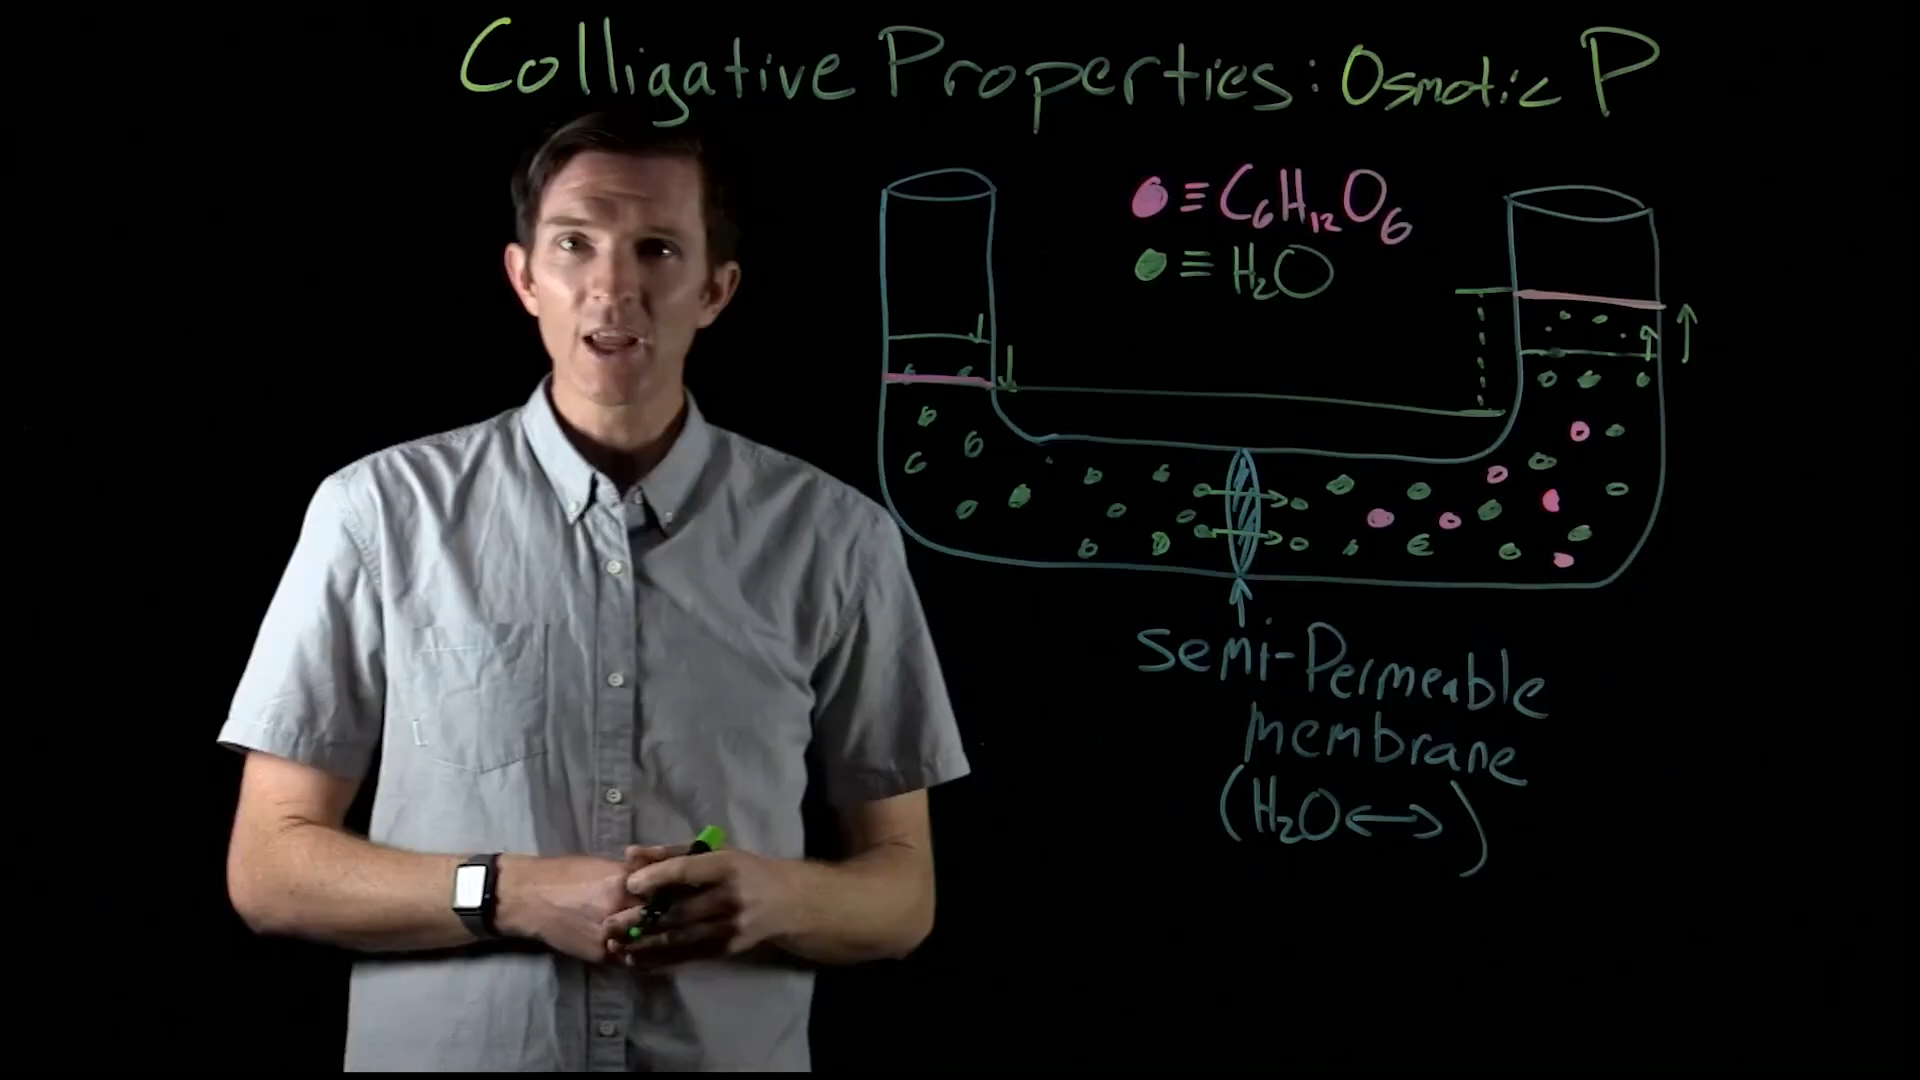 Colligative Properties: Osmotic P
≡ C₆H₁₂O₆
≡ H₂O
Semi-Permeable
membrane
(H₂O ↔ )